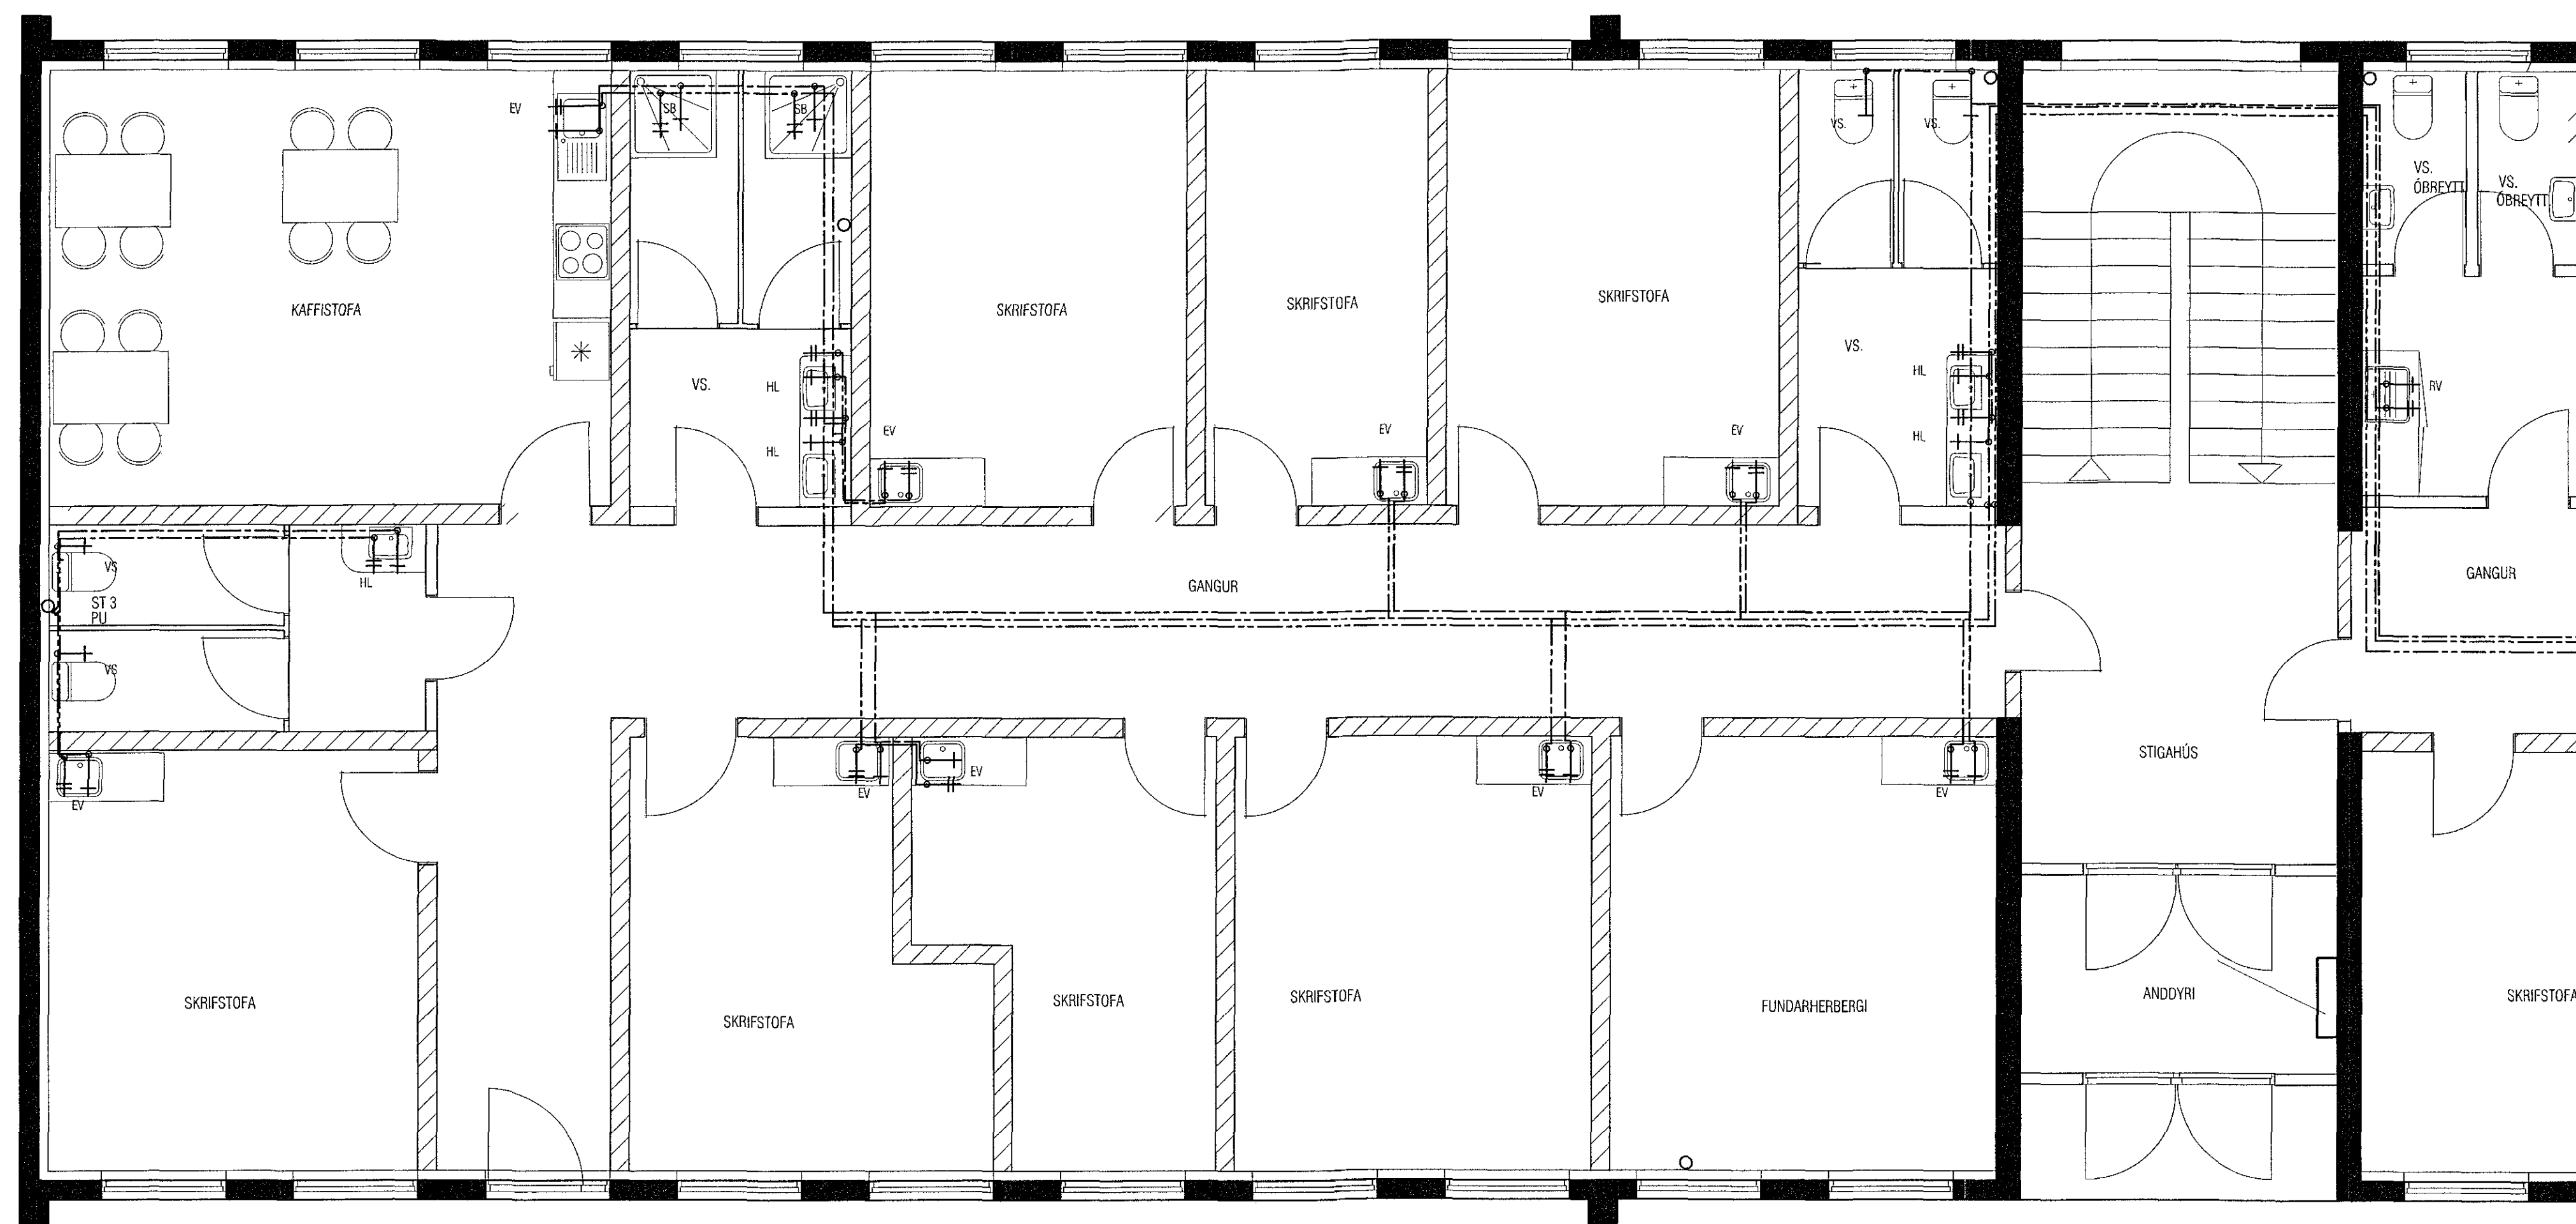 EV
SB
SB
VS.
VS.
VS.
ÓBREYTT
VS.
ÓBREYTT
KAFFISTOFA
SKRIFSTOFA
SKRIFSTOFA
SKRIFSTOFA
VS.
HL
HL
VS.
HL
HL
RV
EV
EV
EV
VS
HL
ST 3
PU
VS
GANGUR
GANGUR
EV
EV
EV
EV
EV
STIGAHÚS
SKRIFSTOFA
SKRIFSTOFA
SKRIFSTOFA
SKRIFSTOFA
FUNDARHERBERGI
ANDDYRI
SKRIFSTOFA